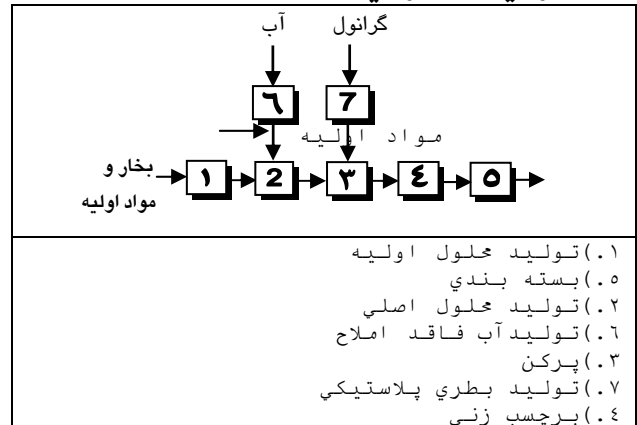 آب گرانول
٦ 7
مواد اولیه
بخار و
مواد اولیه
١ 2 ٣ ٤ ٥
١.)تولید محلول اولیه
٥.)بسته بندي
٢.)تولید محلول اصلي
٦.)تولیدآب فاقد املاح
٣.)پرکن
٧.)تولید بطري پلاستیکي
٤.)برچسب زني